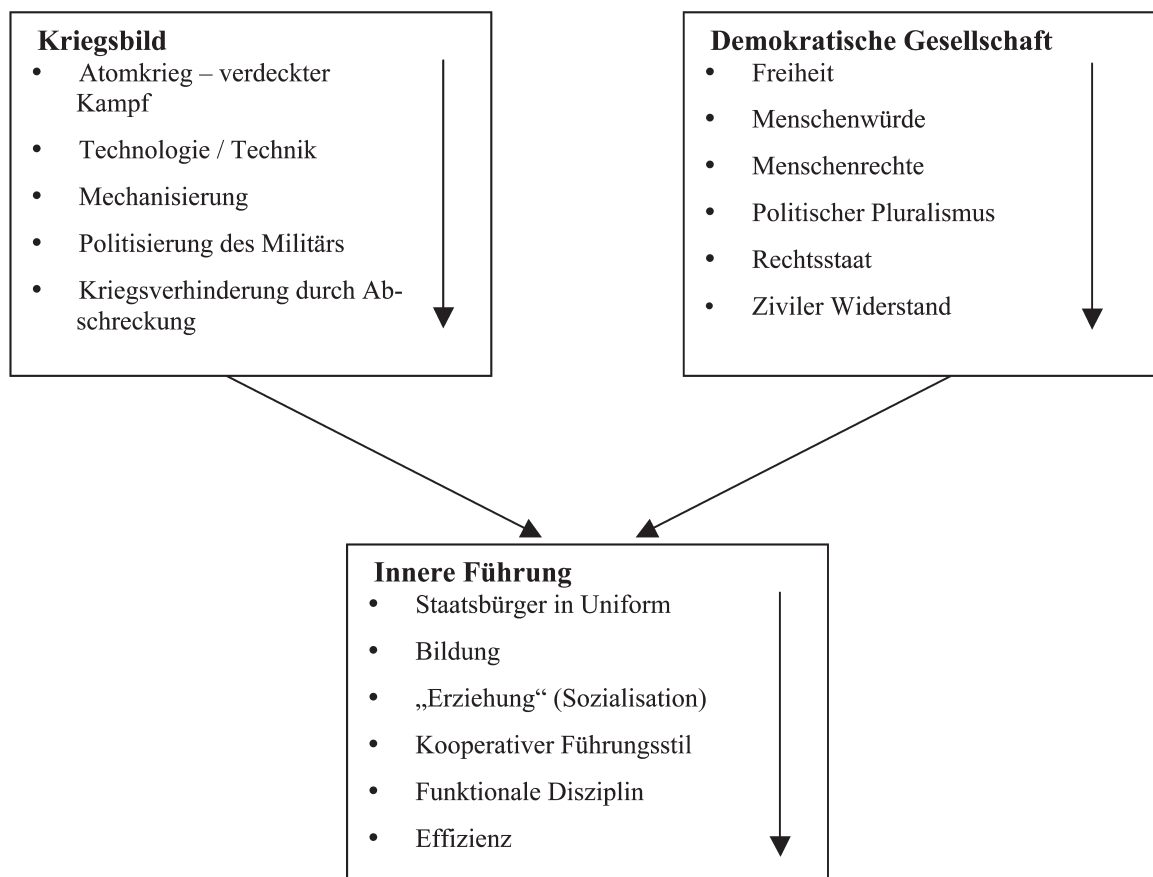 Kriegsbild
• Atomkrieg – verdeckter
Kampf
• Technologie / Technik
• Mechanisierung
• Politisierung des Militärs
• Kriegsverhinderung durch Ab-
schreckung
Demokratische Gesellschaft
• Freiheit
• Menschenwürde
• Menschenrechte
• Politischer Pluralismus
• Rechtsstaat
• Ziviler Widerstand
Innere Führung
• Staatsbürger in Uniform
• Bildung
• „Erziehung“ (Sozialisation)
• Kooperativer Führungsstil
• Funktionale Disziplin
• Effizienz